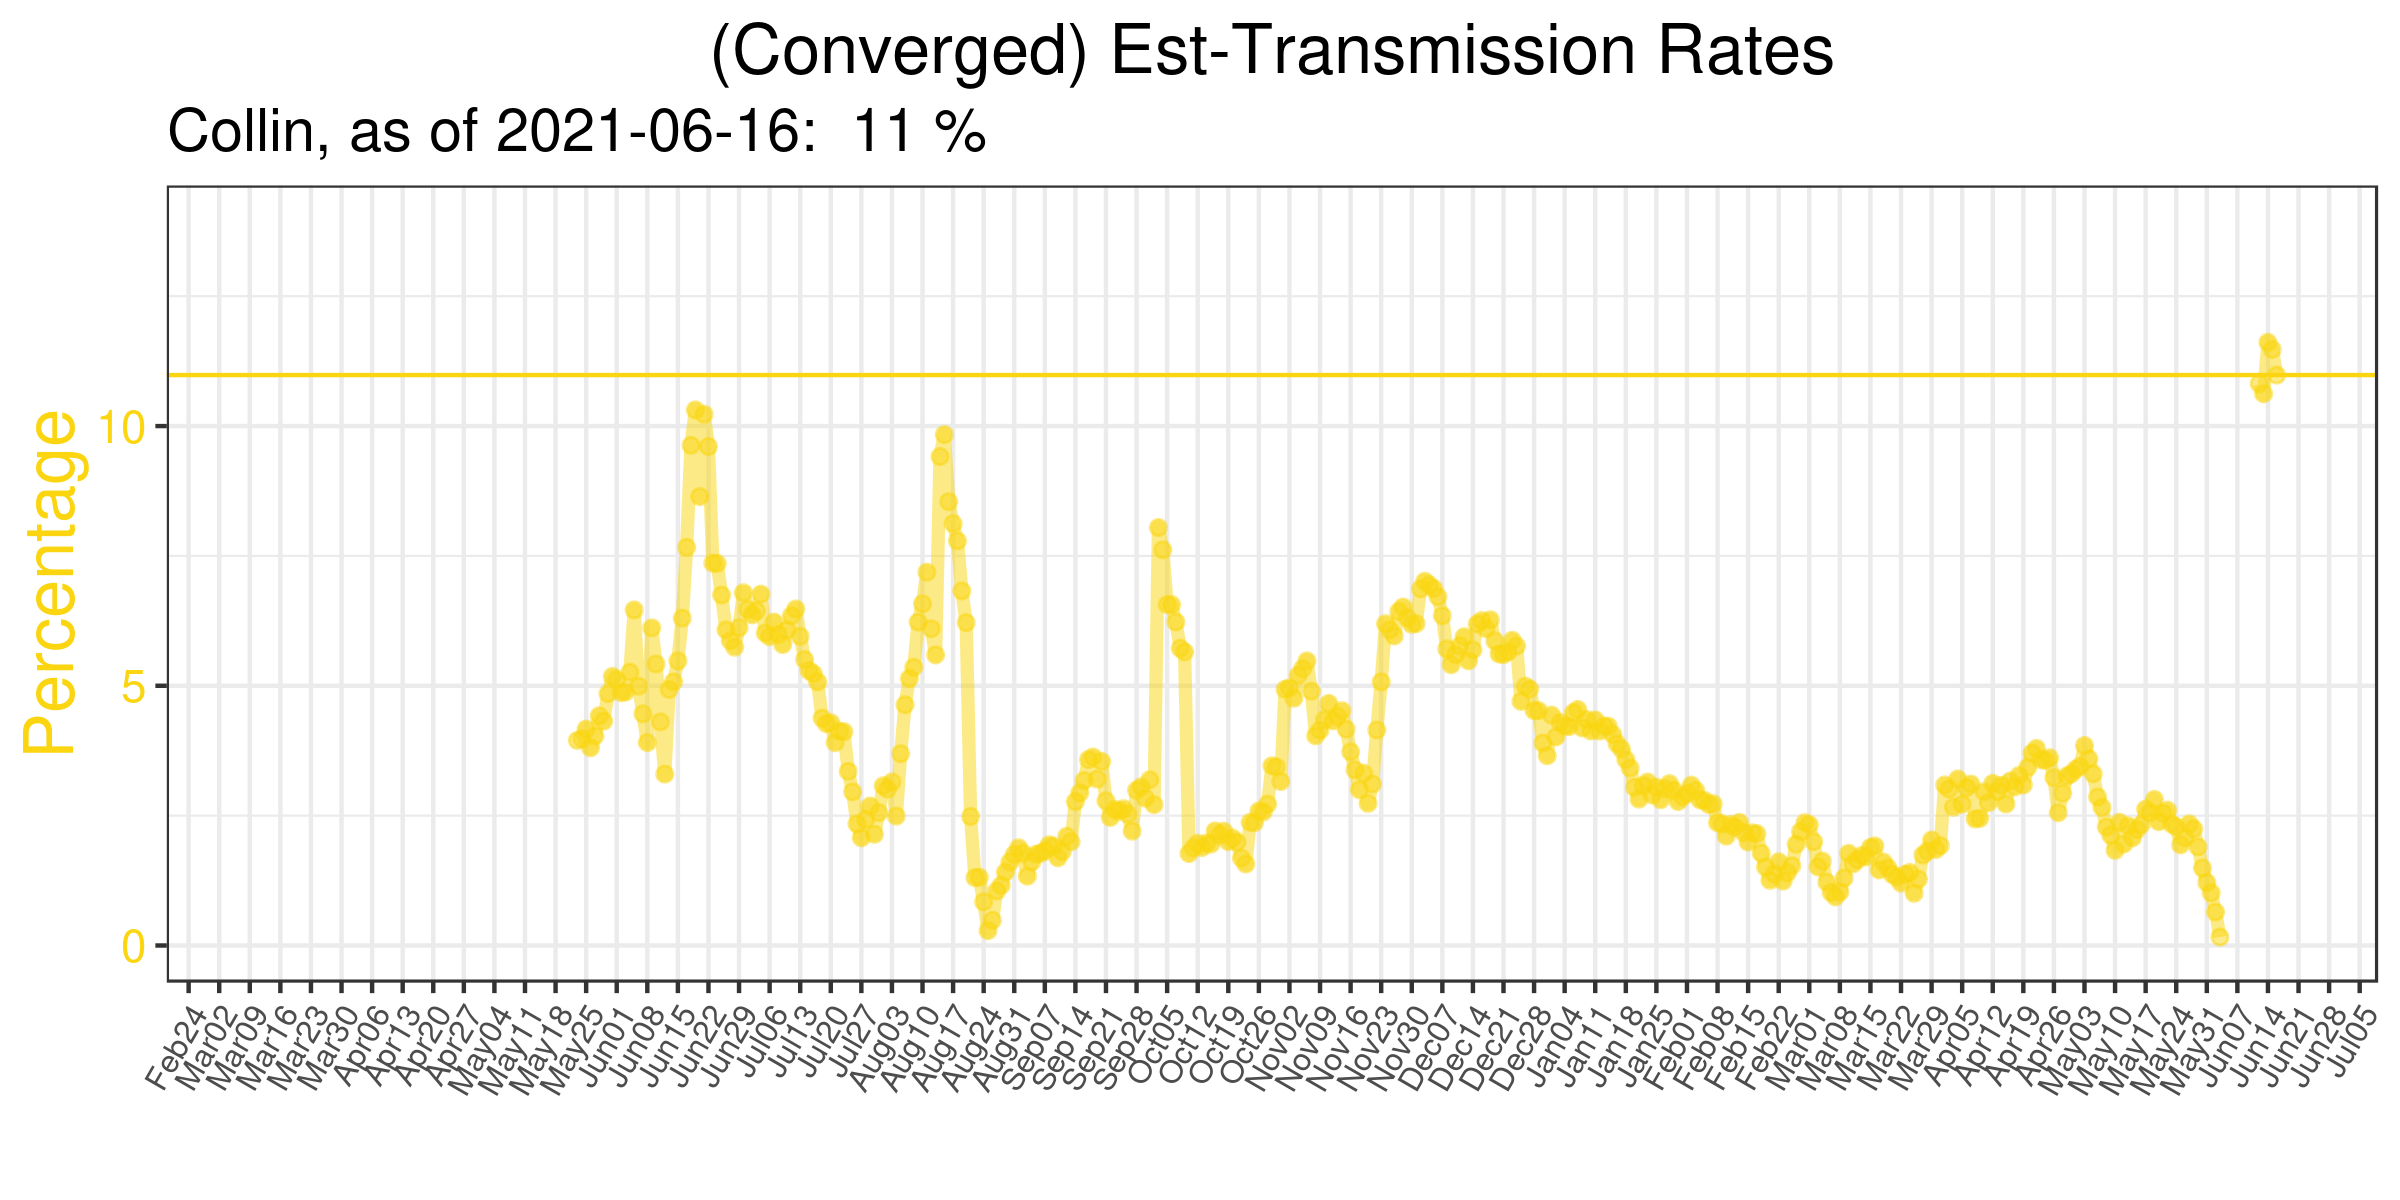 (Converged) Est-Transmission Rates
Collin, as of 2021-06-16:  11 %
Percentage
10
5
0
Feb24
Mar02
Mar09
Mar16
Mar23
Mar30
Apr06
Apr13
Apr20
Apr27
May04
May11
May18
May25
Jun01
Jun08
Jun15
Jun22
Jun29
Jul06
Jul13
Jul20
Jul27
Aug03
Aug10
Aug17
Aug24
Aug31
Sep07
Sep14
Sep21
Sep28
Oct05
Oct12
Oct19
Oct26
Nov02
Nov09
Nov16
Nov23
Nov30
Dec07
Dec14
Dec21
Dec28
Jan04
Jan11
Jan18
Jan25
Feb01
Feb08
Feb15
Feb22
Mar01
Mar08
Mar15
Mar22
Mar29
Apr05
Apr12
Apr19
Apr26
May03
May10
May17
May24
May31
Jun07
Jun14
Jun21
Jun28
Jul05